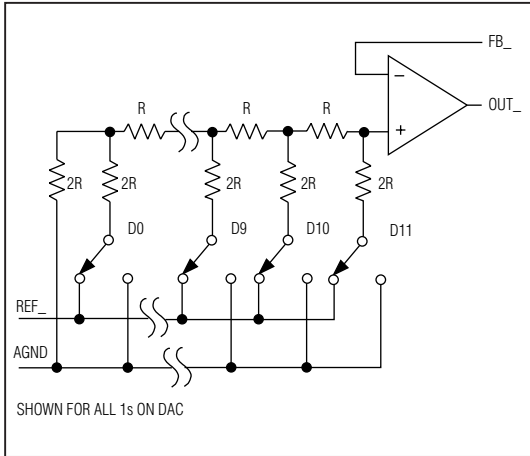 FB_
−
OUT_
+
R R R
2R 2R 2R 2R 2R
D0 D9 D10 D11
REF_
AGND
SHOWN FOR ALL 1s ON DAC